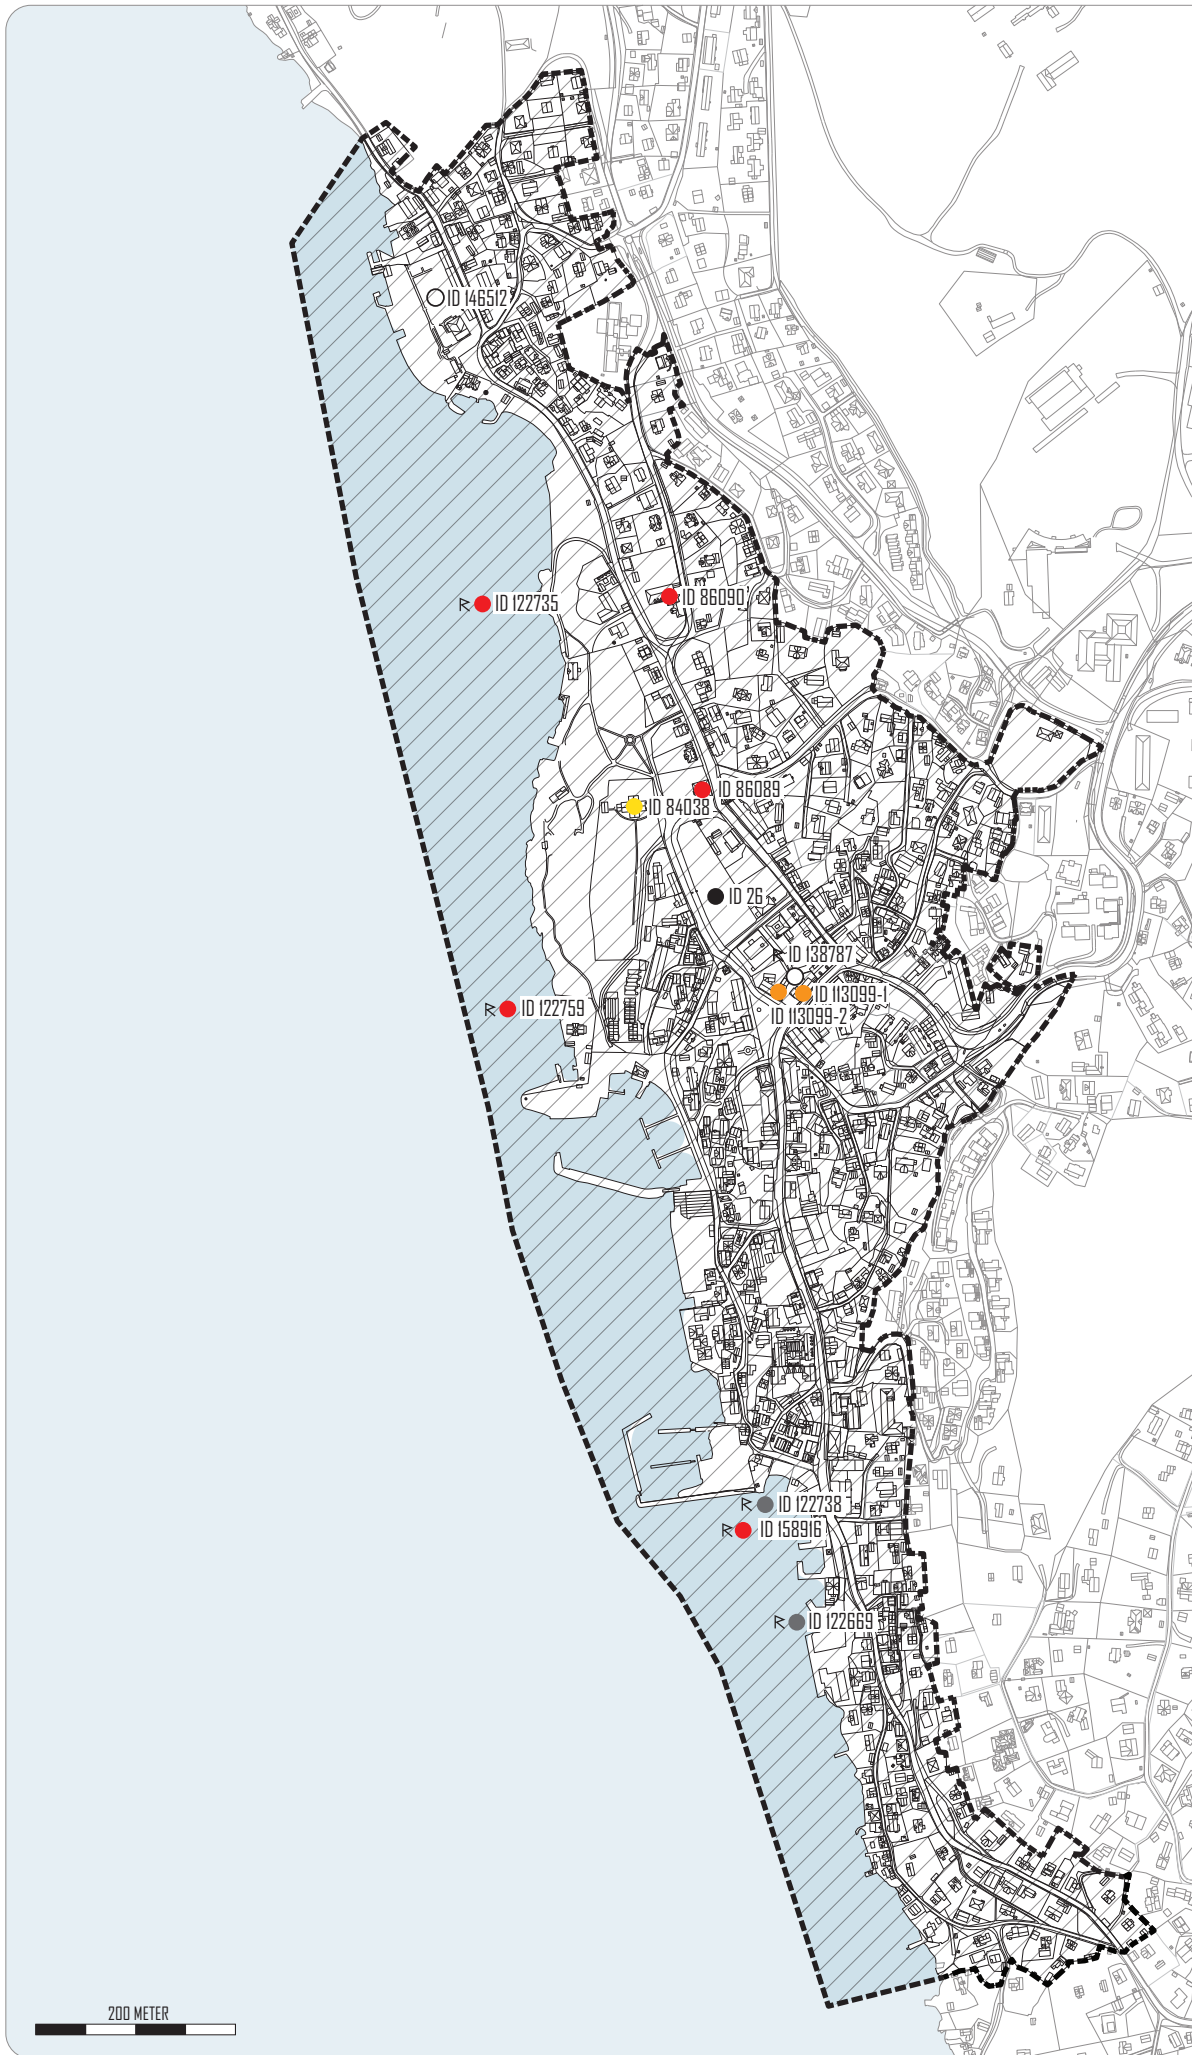 ID 146512
R ID 122735
ID 86090
ID 86089
ID 84038
ID 26
R ID 138787
ID 113099-1
ID 113099-2
R ID 122759
R ID 122738
R ID 158916
R ID 122669
200 METER